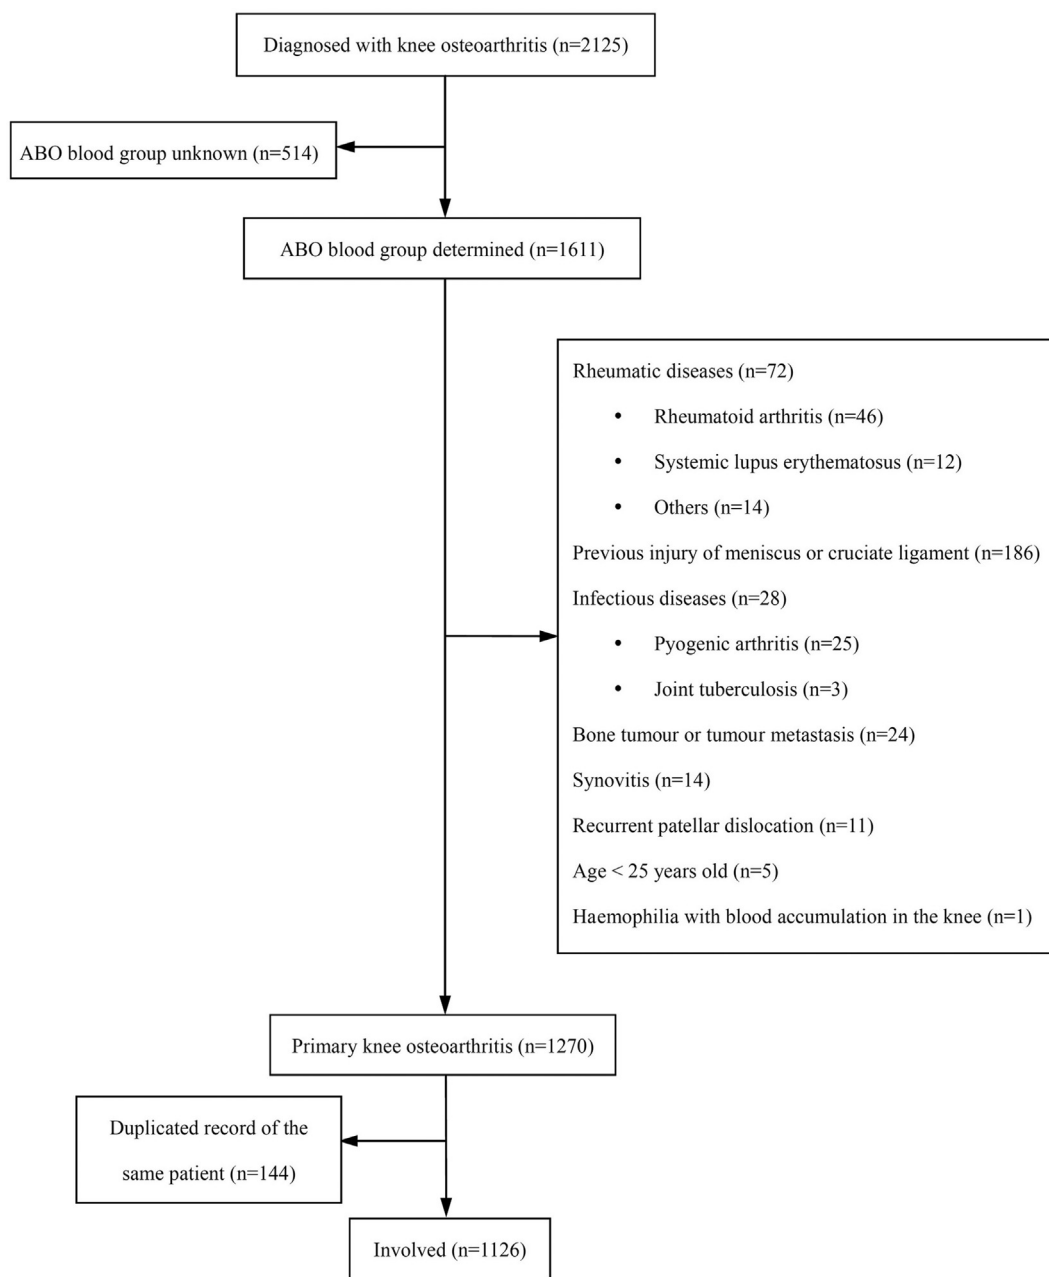 Diagnosed with knee osteoarthritis (n=2125)
ABO blood group unknown (n=514)
ABO blood group determined (n=1611)
Rheumatic diseases (n=72)
• Rheumatoid arthritis (n=46)
• Systemic lupus erythematosus (n=12)
• Others (n=14)
Previous injury of meniscus or cruciate ligament (n=186)
Infectious diseases (n=28)
• Pyogenic arthritis (n=25)
• Joint tuberculosis (n=3)
Bone tumour or tumour metastasis (n=24)
Synovitis (n=14)
Recurrent patellar dislocation (n=11)
Age < 25 years old (n=5)
Haemophilia with blood accumulation in the knee (n=1)
Primary knee osteoarthritis (n=1270)
Duplicated record of the
same patient (n=144)
Involved (n=1126)